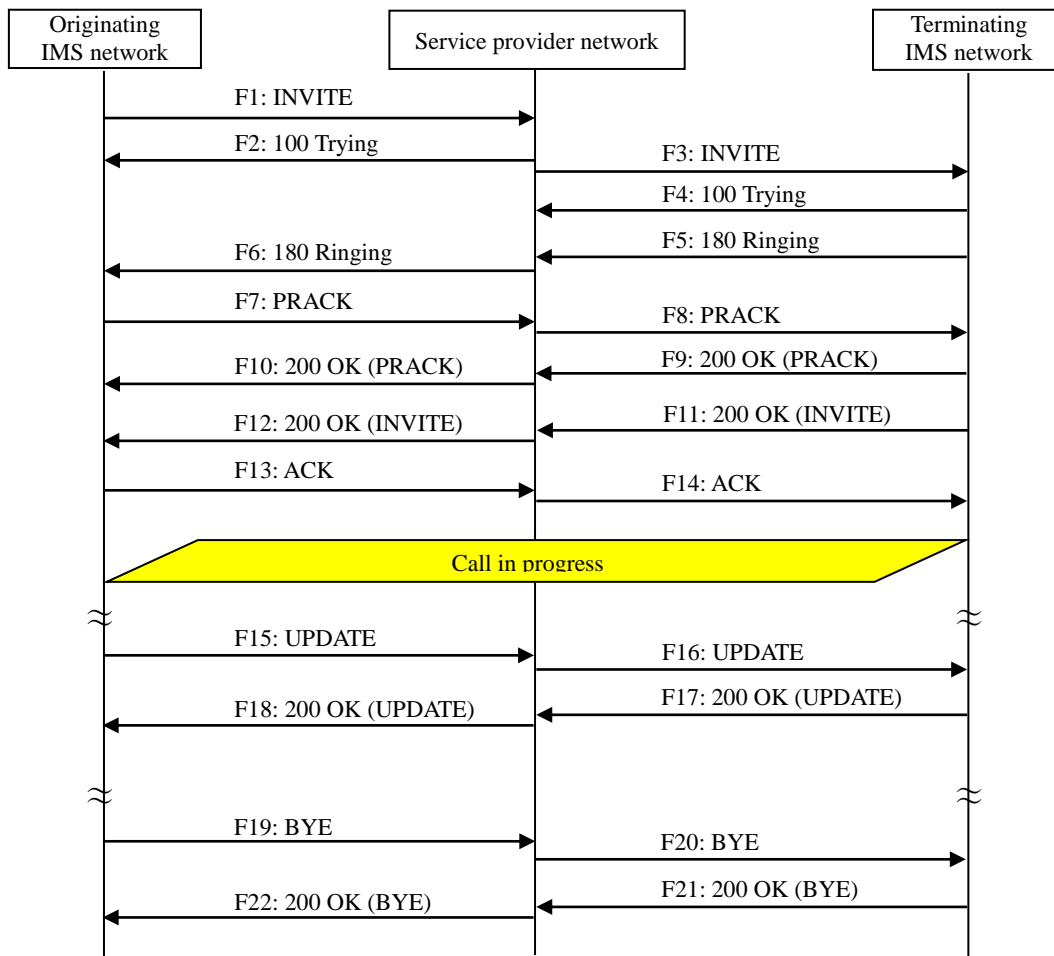 Originating
IMS network
Service provider network
Terminating
IMS network
F1: INVITE
F2: 100 Trying
F3: INVITE
F4: 100 Trying
F5: 180 Ringing
F6: 180 Ringing
F7: PRACK
F8: PRACK
F9: 200 OK (PRACK)
F10: 200 OK (PRACK)
F11: 200 OK (INVITE)
F12: 200 OK (INVITE)
F13: ACK
F14: ACK
Call in progress
F15: UPDATE
F16: UPDATE
F17: 200 OK (UPDATE)
F18: 200 OK (UPDATE)
F19: BYE
F20: BYE
F21: 200 OK (BYE)
F22: 200 OK (BYE)